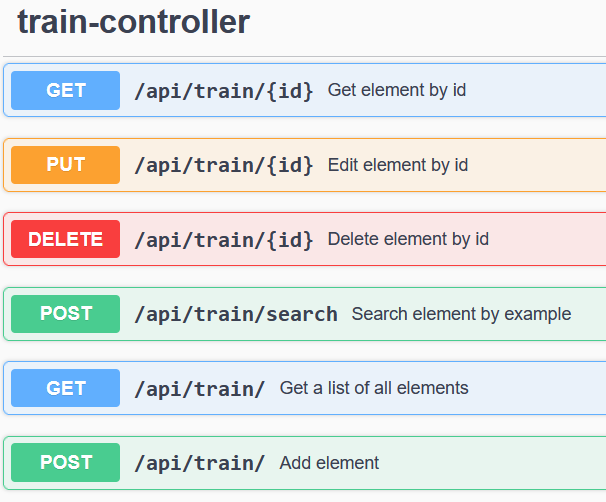 train-controller
GET /api/train/{id} Get element by id
PUT /api/train/{id} Edit element by id
DELETE /api/train/{id} Delete element by id
POST /api/train/search Search element by example
GET /api/train/ Get a list of all elements
POST /api/train/ Add element